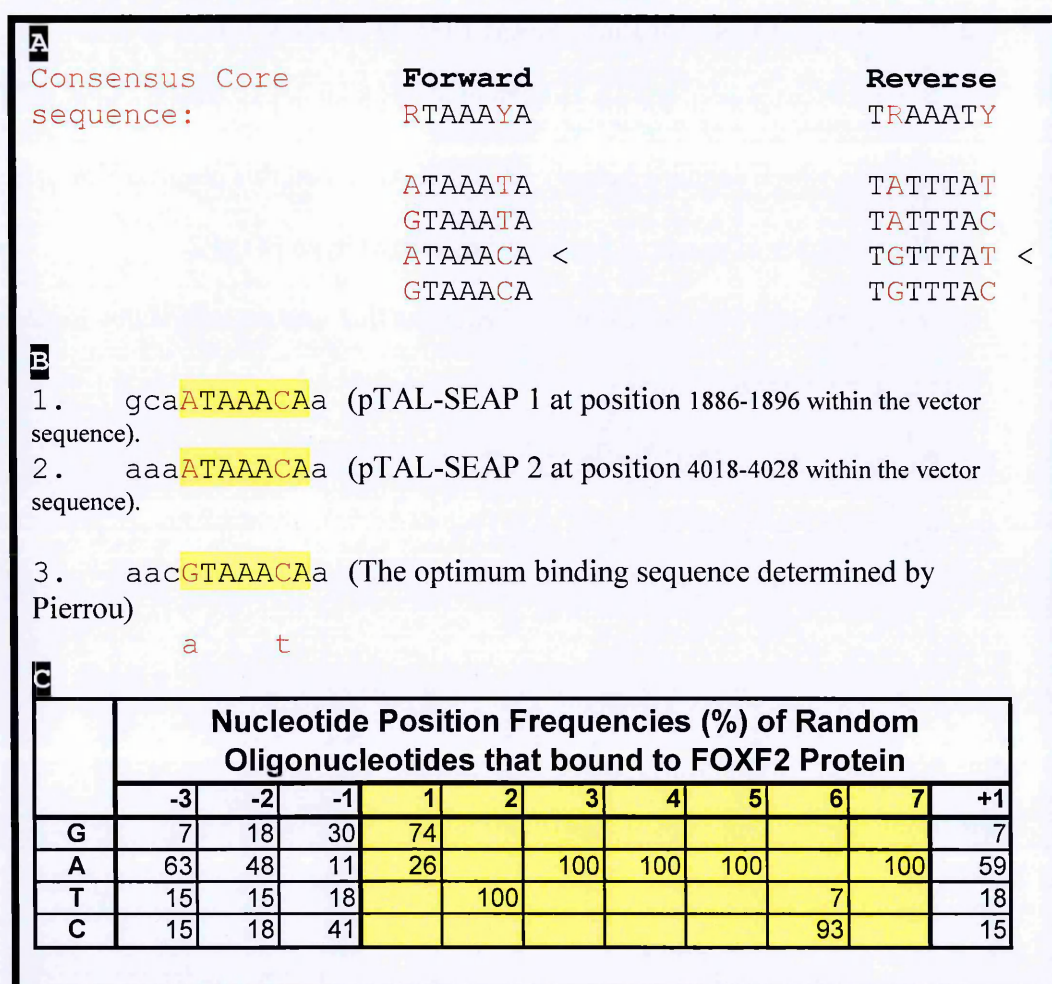 A
Consensus Core Forward Reverse
sequence: RTAAAYA TRAAATY
ATAAATA TATTTAT
GTAAATA TATTTAC
ATAAACA < TGTTTAT <
GTAAACA TGTTTAC
B
1. gcaATAAACAa (pTAL-SEAP 1 at position 1886-1896 within the vector
sequence).
2. aaaATAAACAa (pTAL-SEAP 2 at position 4018-4028 within the vector
sequence).
3. aacGTAAACAa (The optimum binding sequence determined by
Pierrou)
a t
C
Nucleotide Position Frequencies (%) of Random
Oligonucleotides that bound to FOXF2 Protein
-3 -2 -1 1 2 3 4 5 6 7 +1
G 7 18 30 74 7
A 63 48 11 26 100 100 100 100 59
T 15 15 18 100 7 18
C 15 18 41 93 15